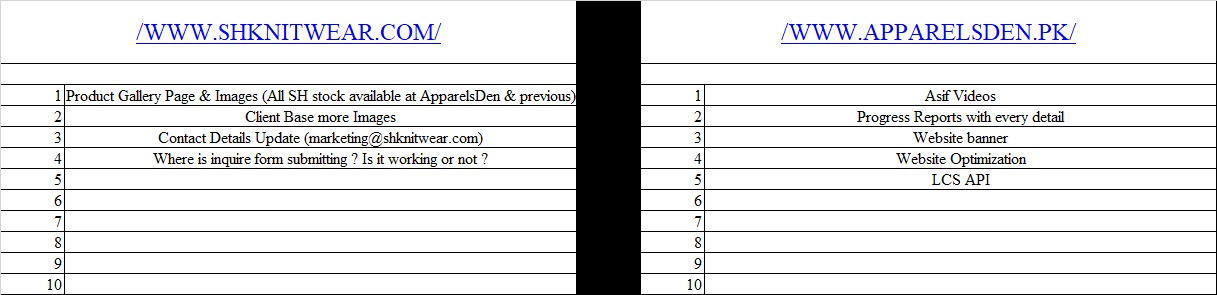 /WWW.SHKNITWEAR.COM/
1 Product Gallery Page & Images (All SH stock available at ApparelsDen & previous)
2 Client Base more Images
3 Contact Details Update (marketing@shknitwear.com)
4 Where is inquire form submitting ? Is it working or not ?
5
6
7
8
9
10
/WWW.APPARELSDEN.PK/
1 Asif Videos
2 Progress Reports with every detail
3 Website banner
4 Website Optimization
5 LCS API
6
7
8
9
10